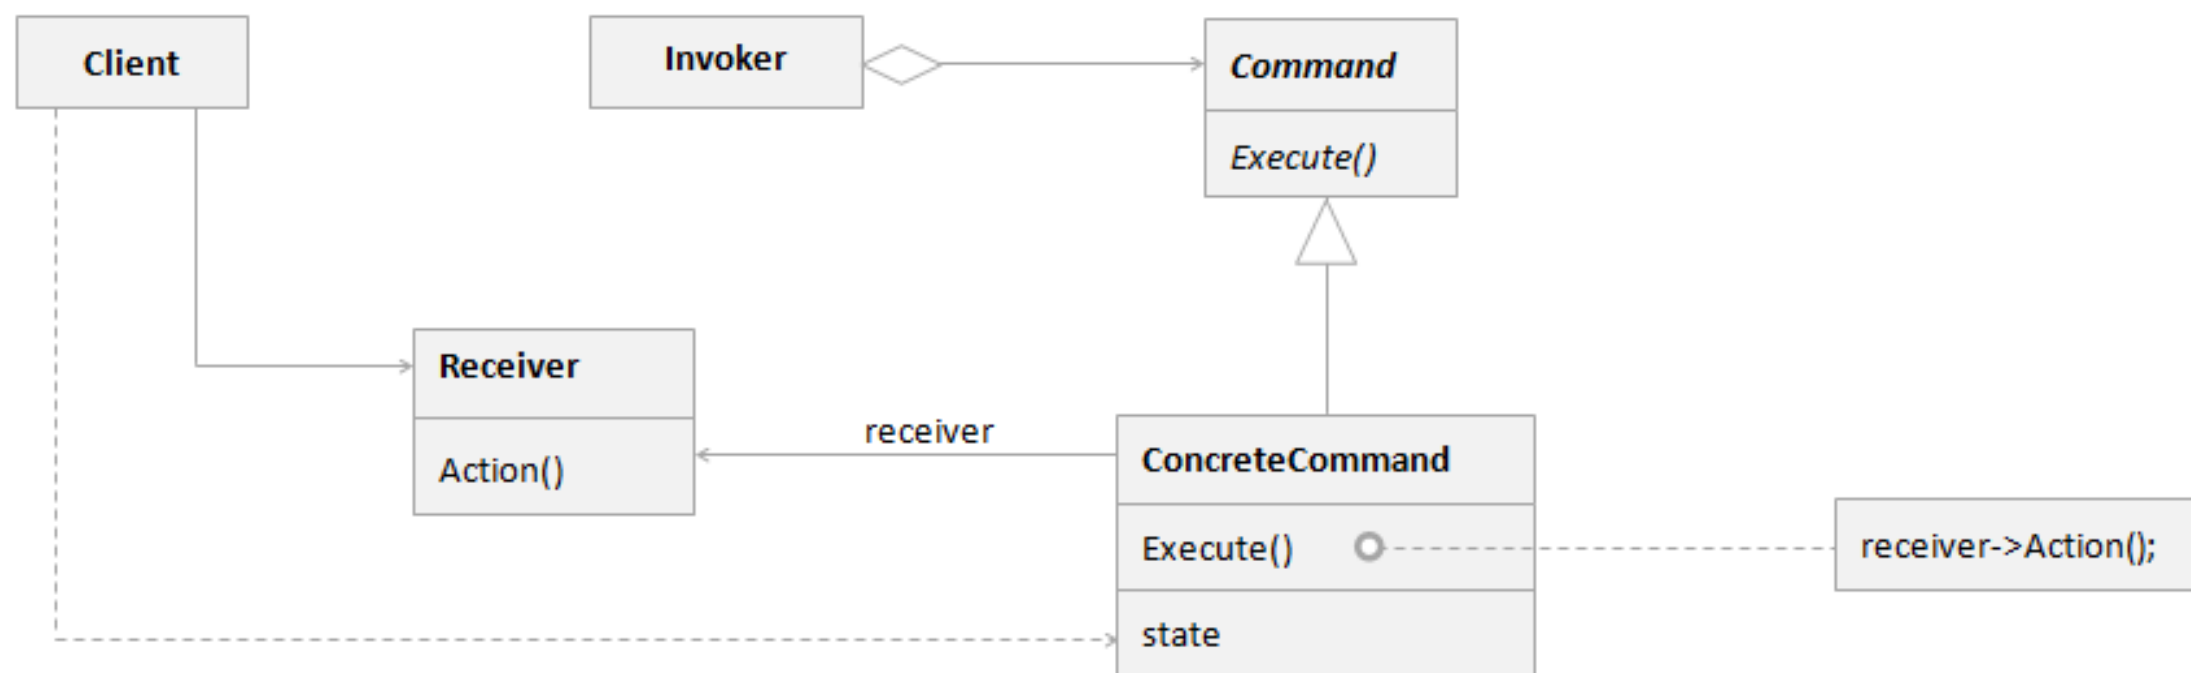 Client
Invoker
Command
Execute()
Receiver
Action()
receiver
ConcreteCommand
Execute()
receiver->Action();
state